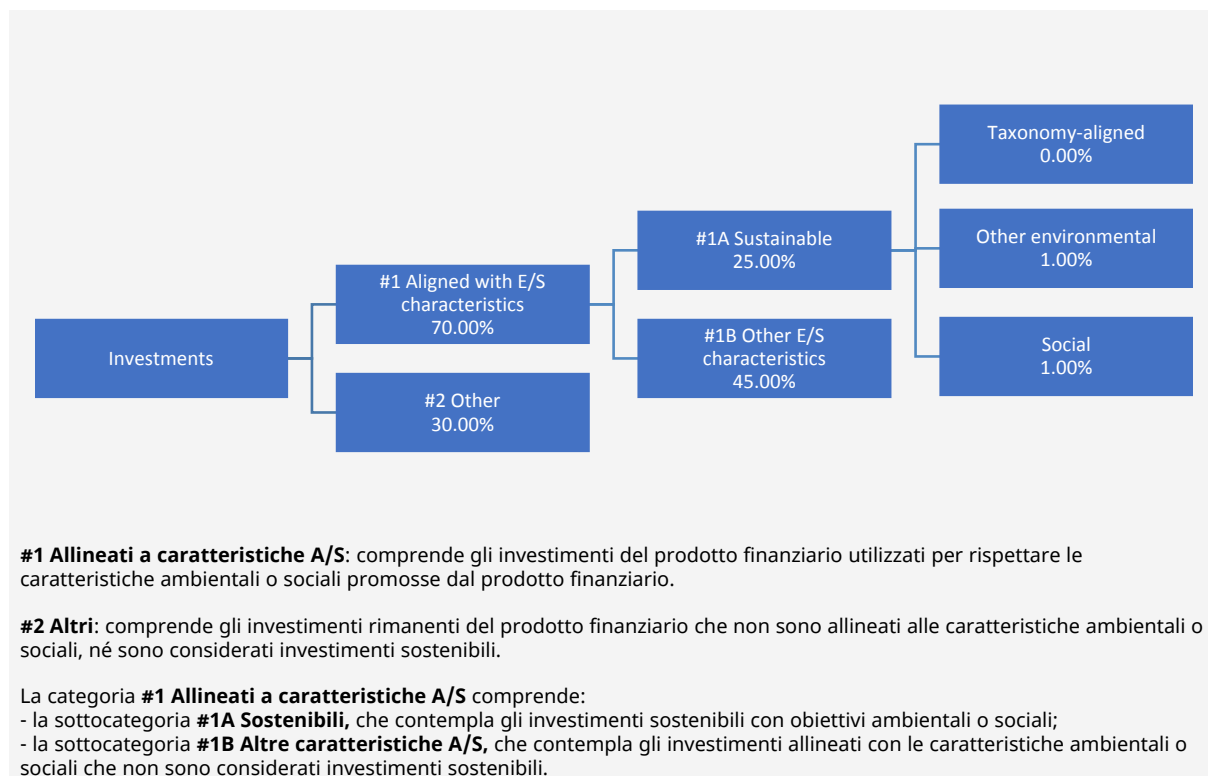 Taxonomy-aligned
0.00%
#1A Sustainable
25.00%
Other environmental
1.00%
#1 Aligned with E/S
characteristics
70.00%
Investments
#1B Other E/S
characteristics
45.00%
Social
1.00%
#2 Other
30.00%
#1 Allineati a caratteristiche A/S: comprende gli investimenti del prodotto finanziario utilizzati per rispettare le
caratteristiche ambientali o sociali promosse dal prodotto finanziario.
#2 Altri: comprende gli investimenti rimanenti del prodotto finanziario che non sono allineati alle caratteristiche ambientali o
sociali, né sono considerati investimenti sostenibili.
La categoria #1 Allineati a caratteristiche A/S comprende:
- la sottocategoria #1A Sostenibili, che contempla gli investimenti sostenibili con obiettivi ambientali o sociali;
- la sottocategoria #1B Altre caratteristiche A/S, che contempla gli investimenti allineati con le caratteristiche ambientali o
sociali che non sono considerati investimenti sostenibili.